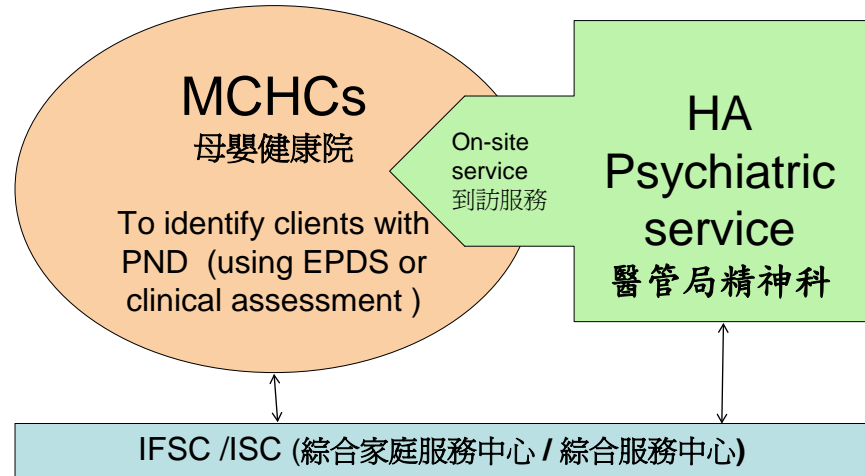 MCHCs
母嬰健康院
To identify clients with
PND (using EPDS or
clinical assessment )
On-site
service
到訪服務
HA
Psychiatric
service
醫管局精神科
IFSC /ISC (綜合家庭服務中心 / 綜合服務中心)